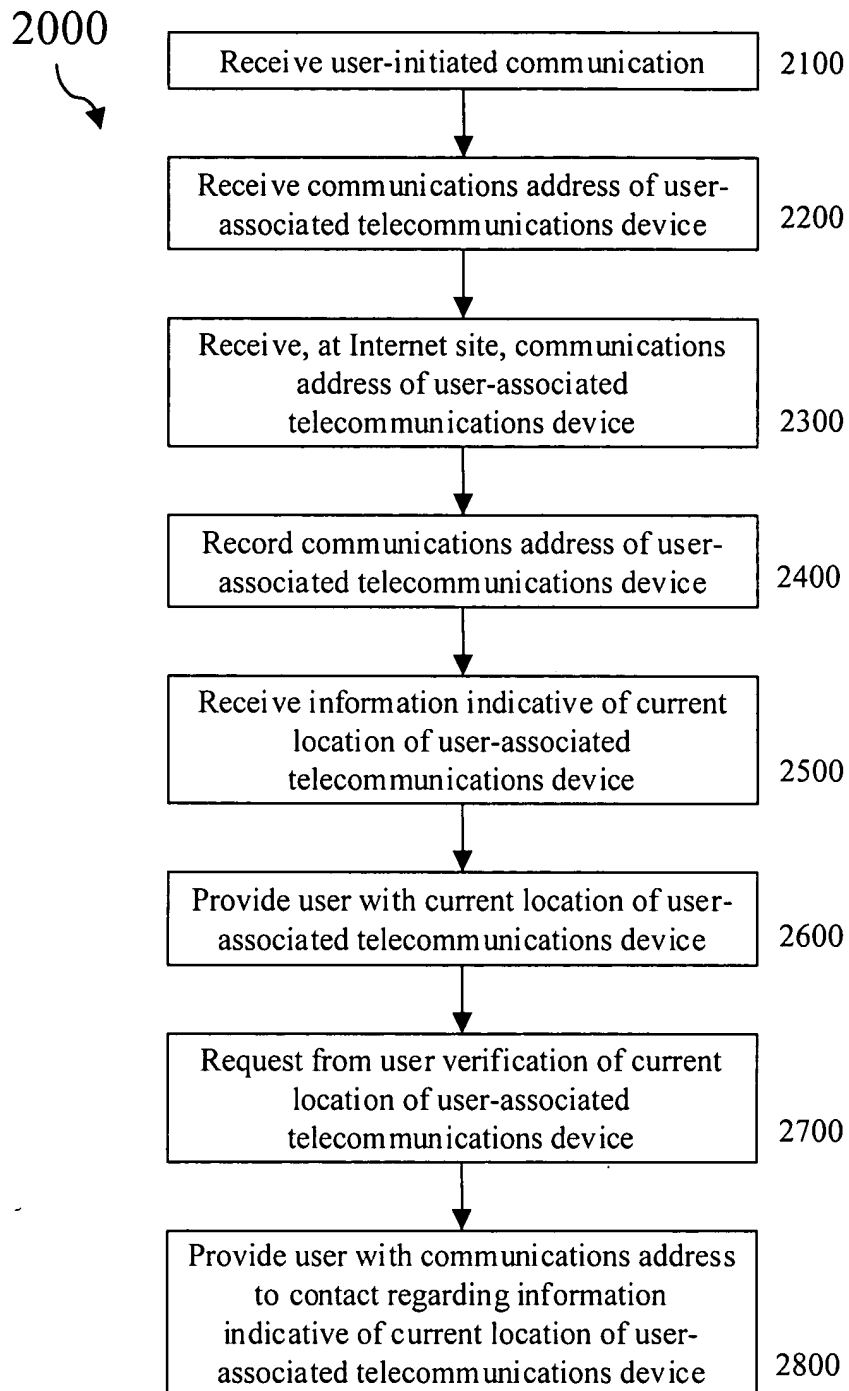 2000
Receive user-initiated communication
2100
Receive communications address of user-
associated telecommunications device
2200
Receive, at Internet site, communications
address of user-associated
telecommunications device
2300
Record communications address of user-
associated telecommunications device
2400
Receive information indicative of current
location of user-associated
telecommunications device
2500
Provide user with current location of user-
associated telecommunications device
2600
Request from user verification of current
location of user-associated
telecommunications device
2700
Provide user with communications address
to contact regarding information
indicative of current location of user-
associated telecommunications device
2800